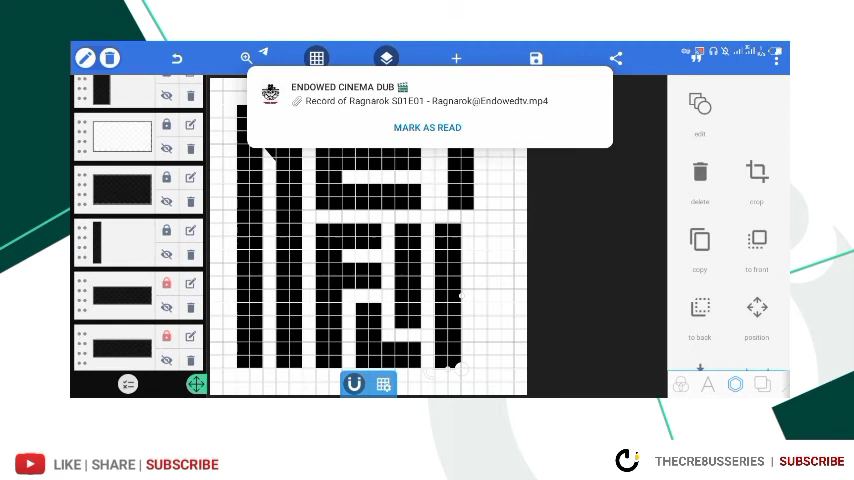 ENDOWED CINEMA DUB 🎬
Record of Ragnarok S01E01 - Ragnarok@Endowedtv.mp4
MARK AS READ
edit
delete
crop
copy
to front
to back
position
LIKE | SHARE | SUBSCRIBE
THECRE8USSERIES | SUBSCRIBE